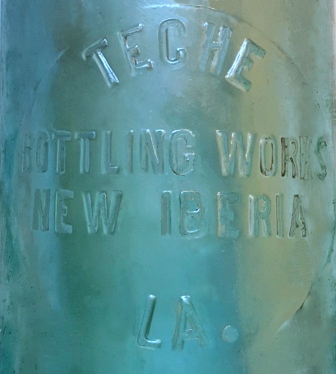 TECHE
BOTTLING WORKS
NEW IBERIA
LA.